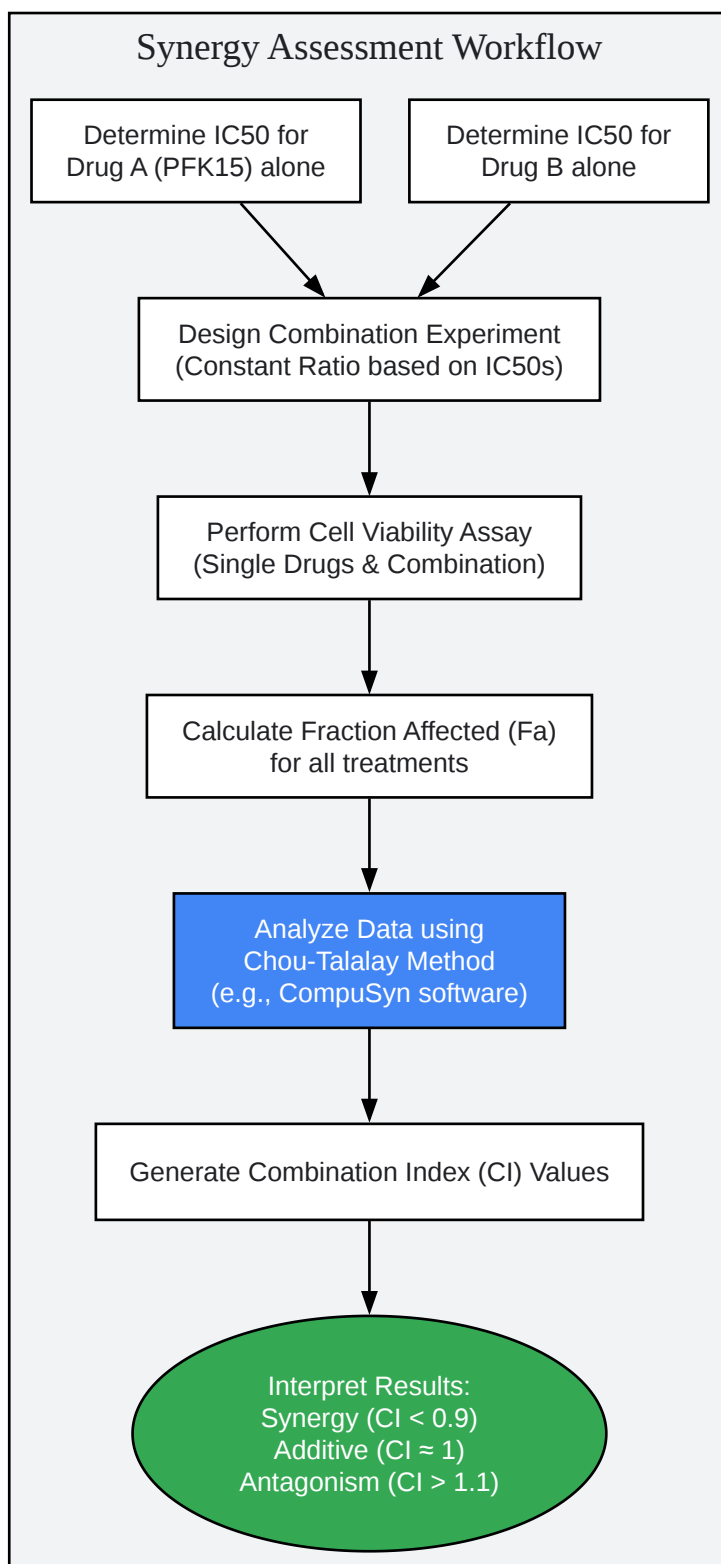 Synergy Assessment Workflow
Determine IC50 for
Drug A (PFK15) alone
Determine IC50 for
Drug B alone
Design Combination Experiment
(Constant Ratio based on IC50s)
Perform Cell Viability Assay
(Single Drugs & Combination)
Calculate Fraction Affected (Fa)
for all treatments
Analyze Data using
Chou-Talalay Method
(e.g., CompuSyn software)
Generate Combination Index (CI) Values
Interpret Results:
Synergy (CI < 0.9)
Additive (CI ≈ 1)
Antagonism (CI > 1.1)